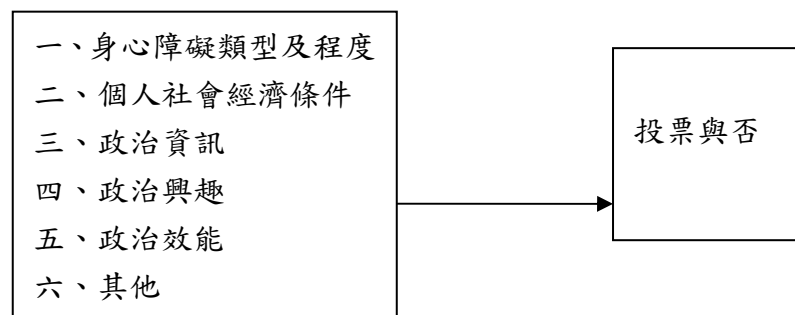 一、身心障礙類型及程度
二、個人社會經濟條件
三、政治資訊
四、政治興趣
五、政治效能
六、其他
投票與否